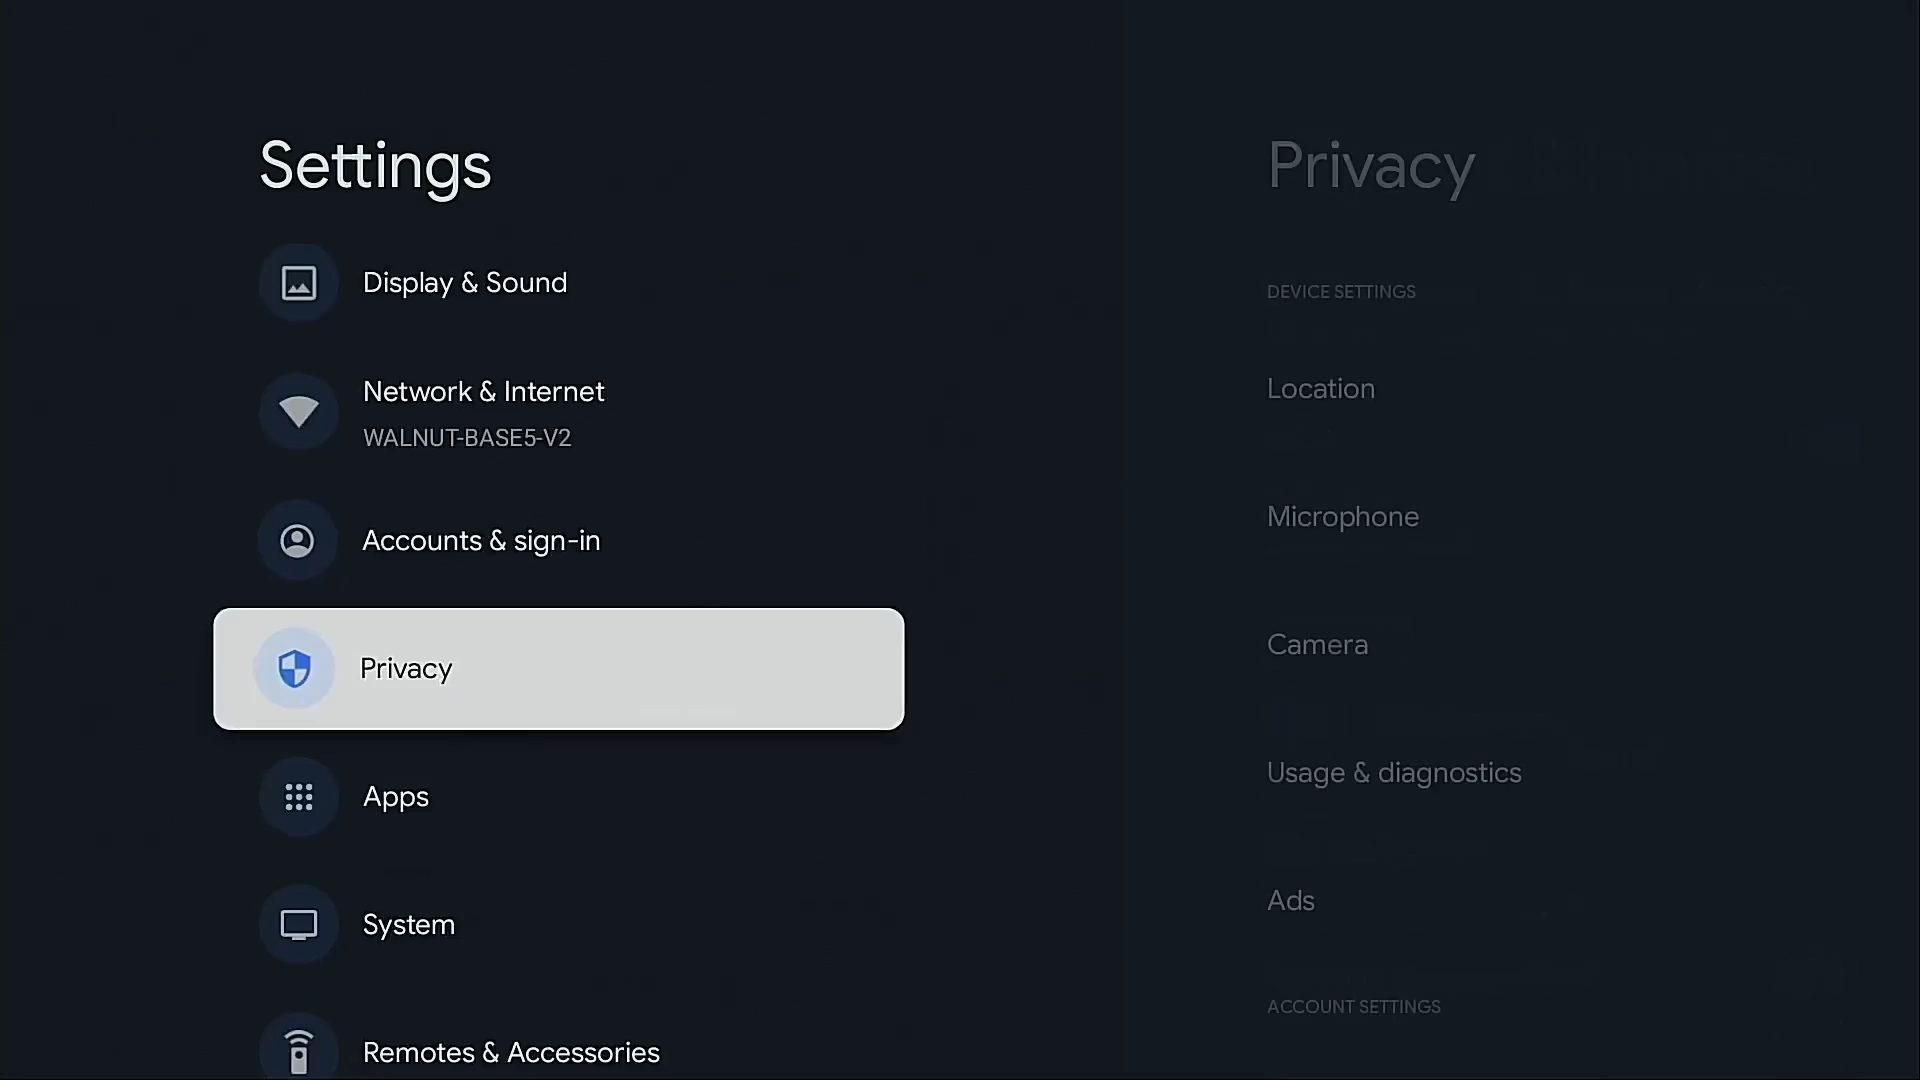 Settings
Display & Sound
Network & Internet
WALNUT-BASE5-V2
Accounts & sign-in
Privacy
Apps
System
Remotes & Accessories
Privacy
DEVICE SETTINGS
Location
Microphone
Camera
Usage & diagnostics
Ads
ACCOUNT SETTINGS